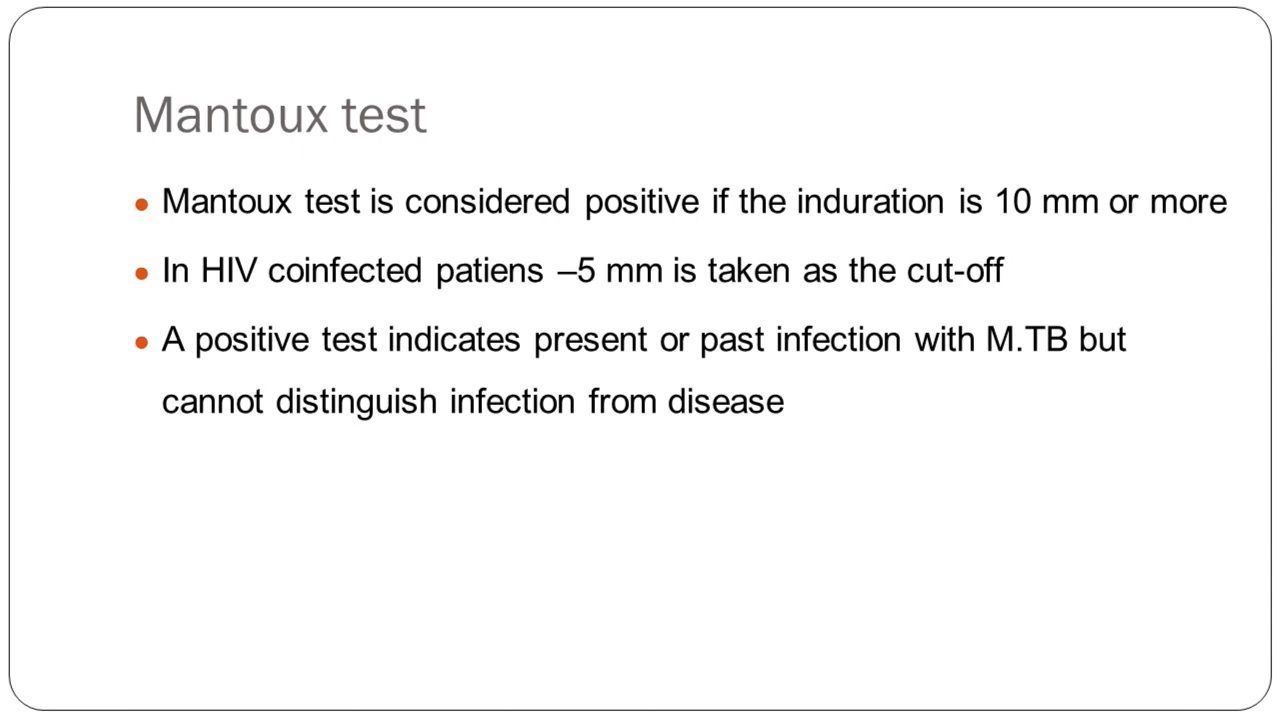 Mantoux test
• Mantoux test is considered positive if the induration is 10 mm or more
• In HIV coinfected patiens –5 mm is taken as the cut-off
• A positive test indicates present or past infection with M.TB but
cannot distinguish infection from disease